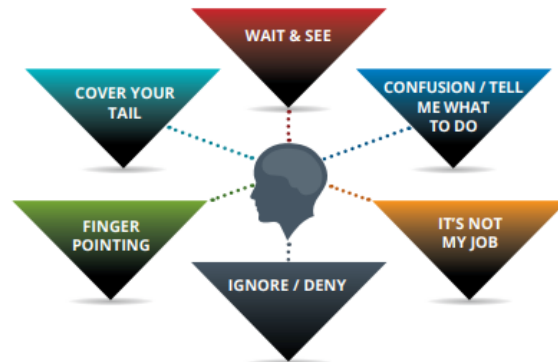 WAIT & SEE
COVER YOUR
TAIL
CONFUSION / TELL
ME WHAT
TO DO
FINGER
POINTING
IT'S NOT
MY JOB
IGNORE / DENY